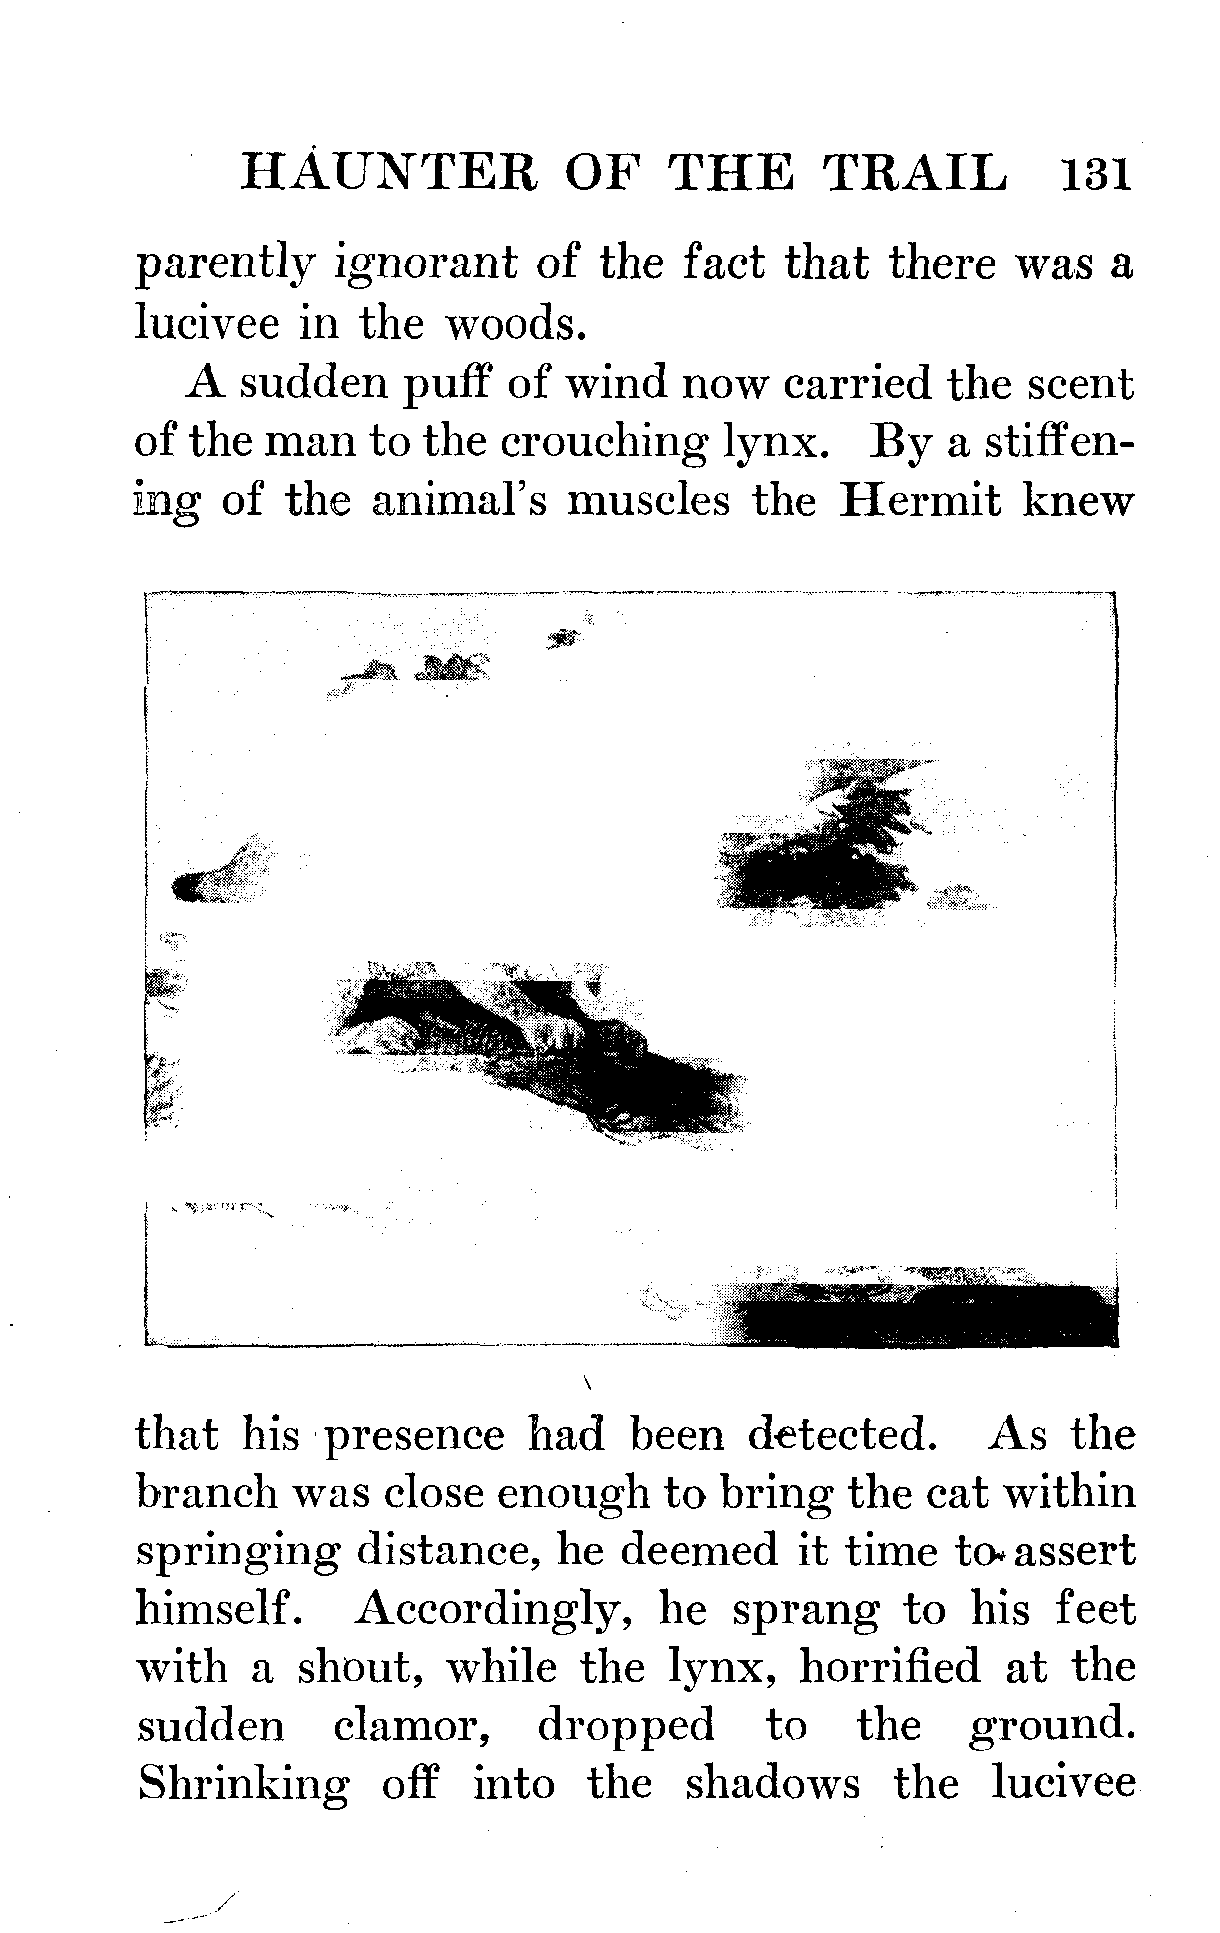 HAUNTER OF THE TRAIL 131
parently ignorant of the fact that there was a
lucivee in the woods.
A sudden puff of wind now carried the scent
of the man to the crouching lynx. By a stiffen-
ing of the animal's muscles the Hermit knew
that his presence had been detected. As the
branch was close enough to bring the cat within
springing distance, he deemed it time to assert
himself. Accordingly, he sprang to his feet
with a shout, while the lynx, horrified at the
sudden clamor, dropped to the ground.
Shrinking off into the shadows the lucivee